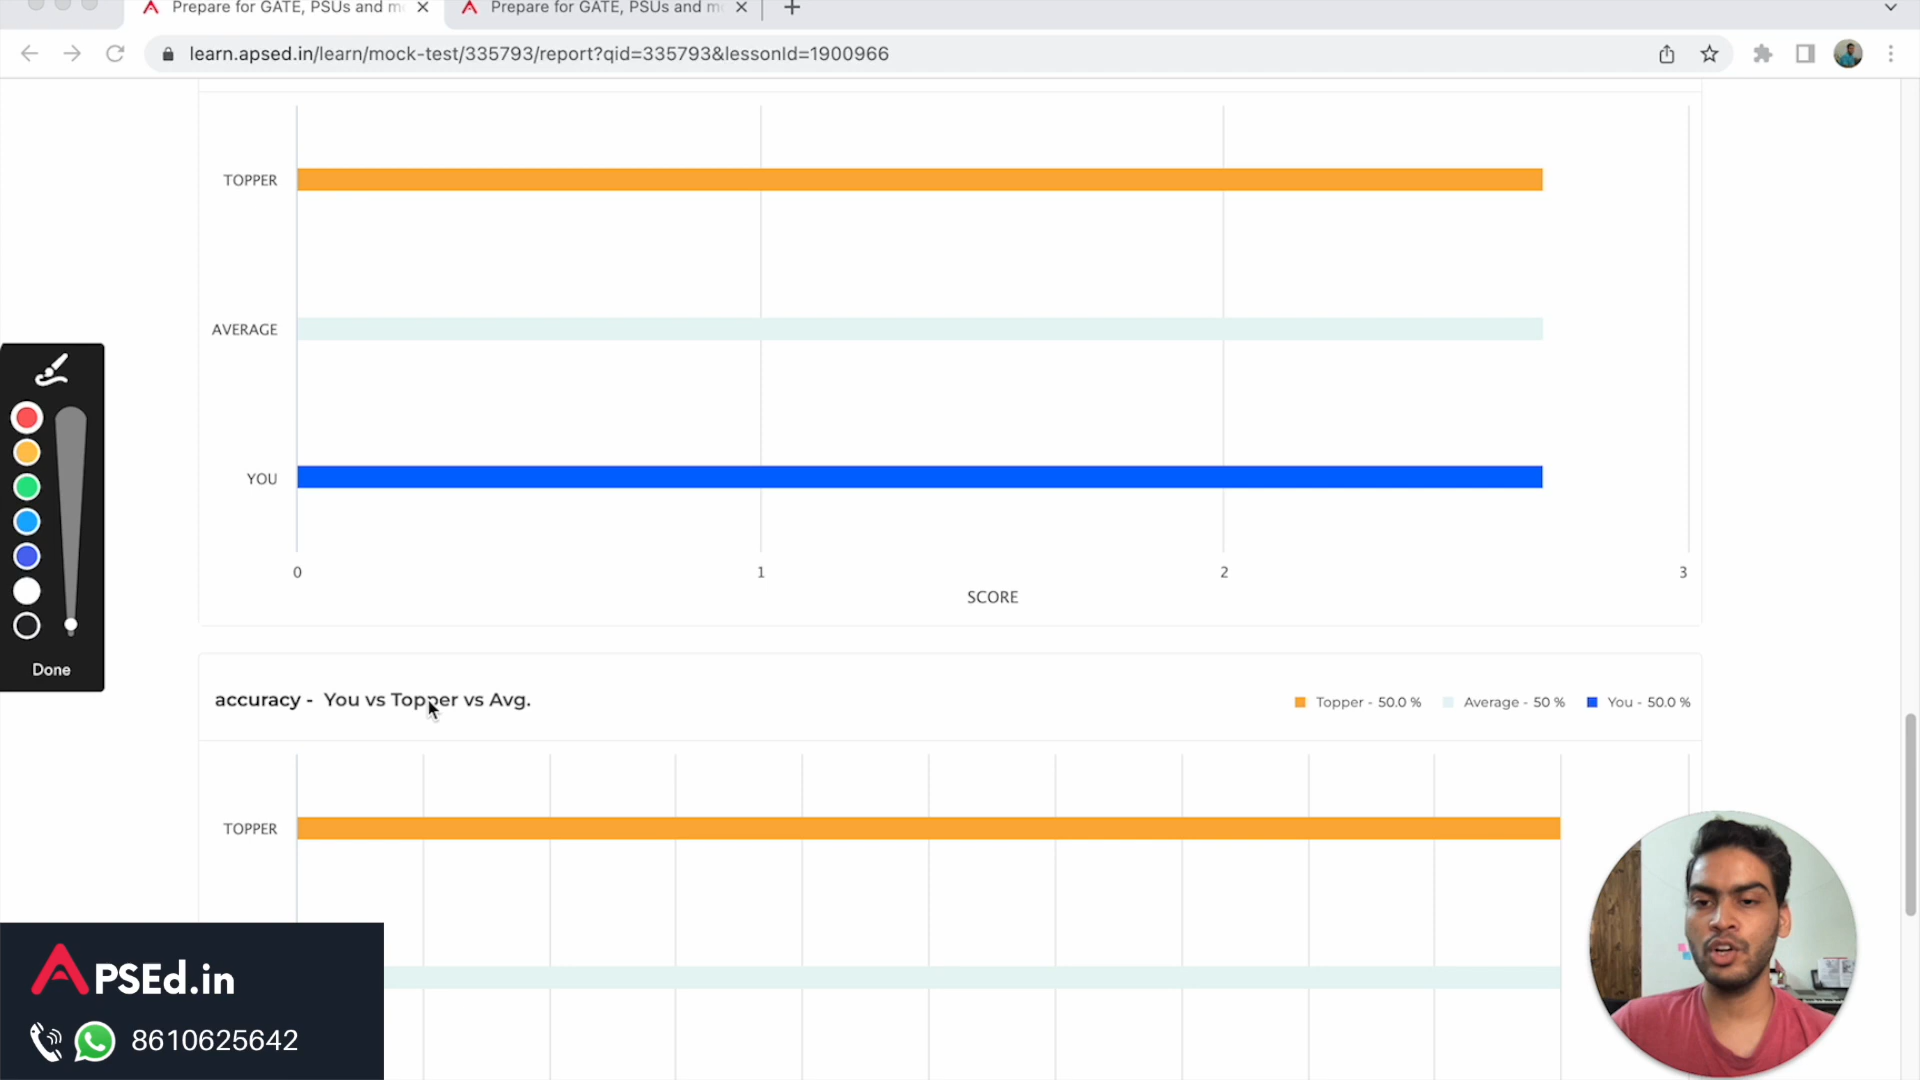 Prepare for GATE, PSUs and m
Prepare for GATE, PSUs and m
learn.apsed.in/learn/mock-test/335793/report?qid=335793&lessonId=1900966
TOPPER
AVERAGE
YOU
0 1 2 3
SCORE
Done
accuracy - You vs Topper vs Avg.
Topper - 50.0 % Average - 50 % You - 50.0 %
TOPPER
APSEd.in
8610625642